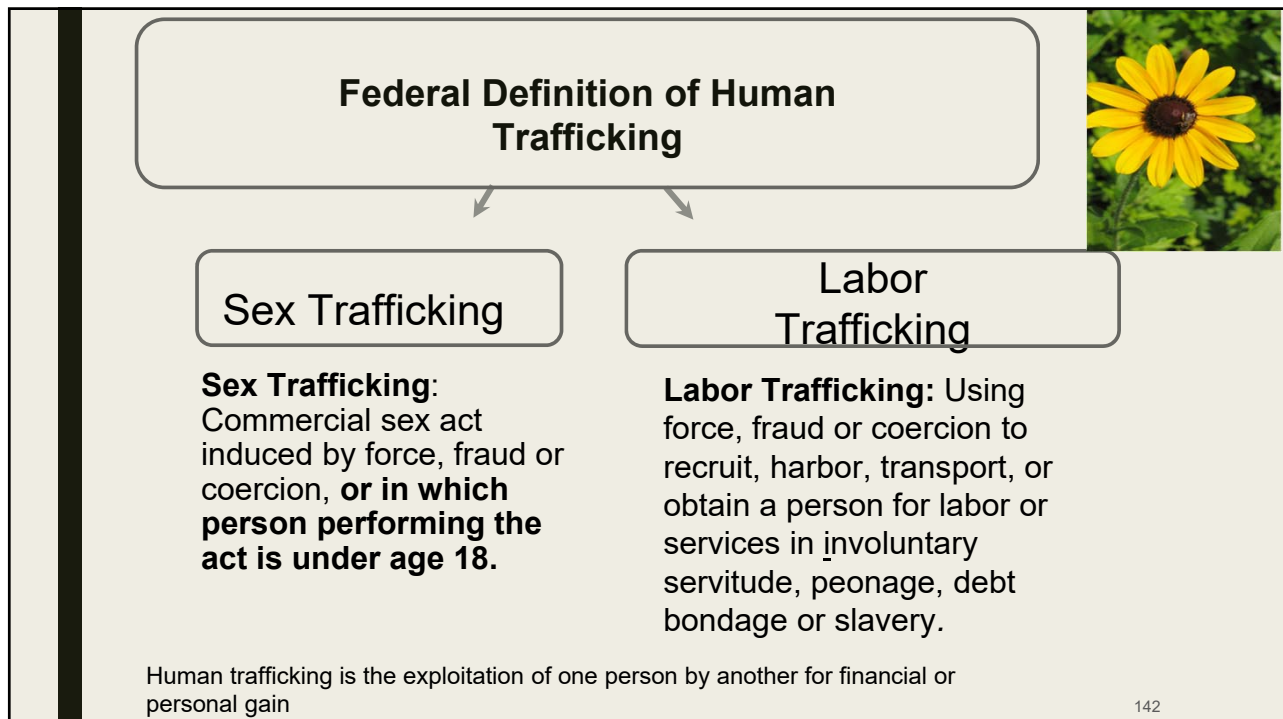 Federal Definition of Human
Trafficking
Sex Trafficking
Labor
Trafficking
Sex Trafficking:
Commercial sex act
induced by force, fraud or
coercion, or in which
person performing the
act is under age 18.
Labor Trafficking: Using
force, fraud or coercion to
recruit, harbor, transport, or
obtain a person for labor or
services in involuntary
servitude, peonage, debt
bondage or slavery.
Human trafficking is the exploitation of one person by another for financial or
personal gain
142